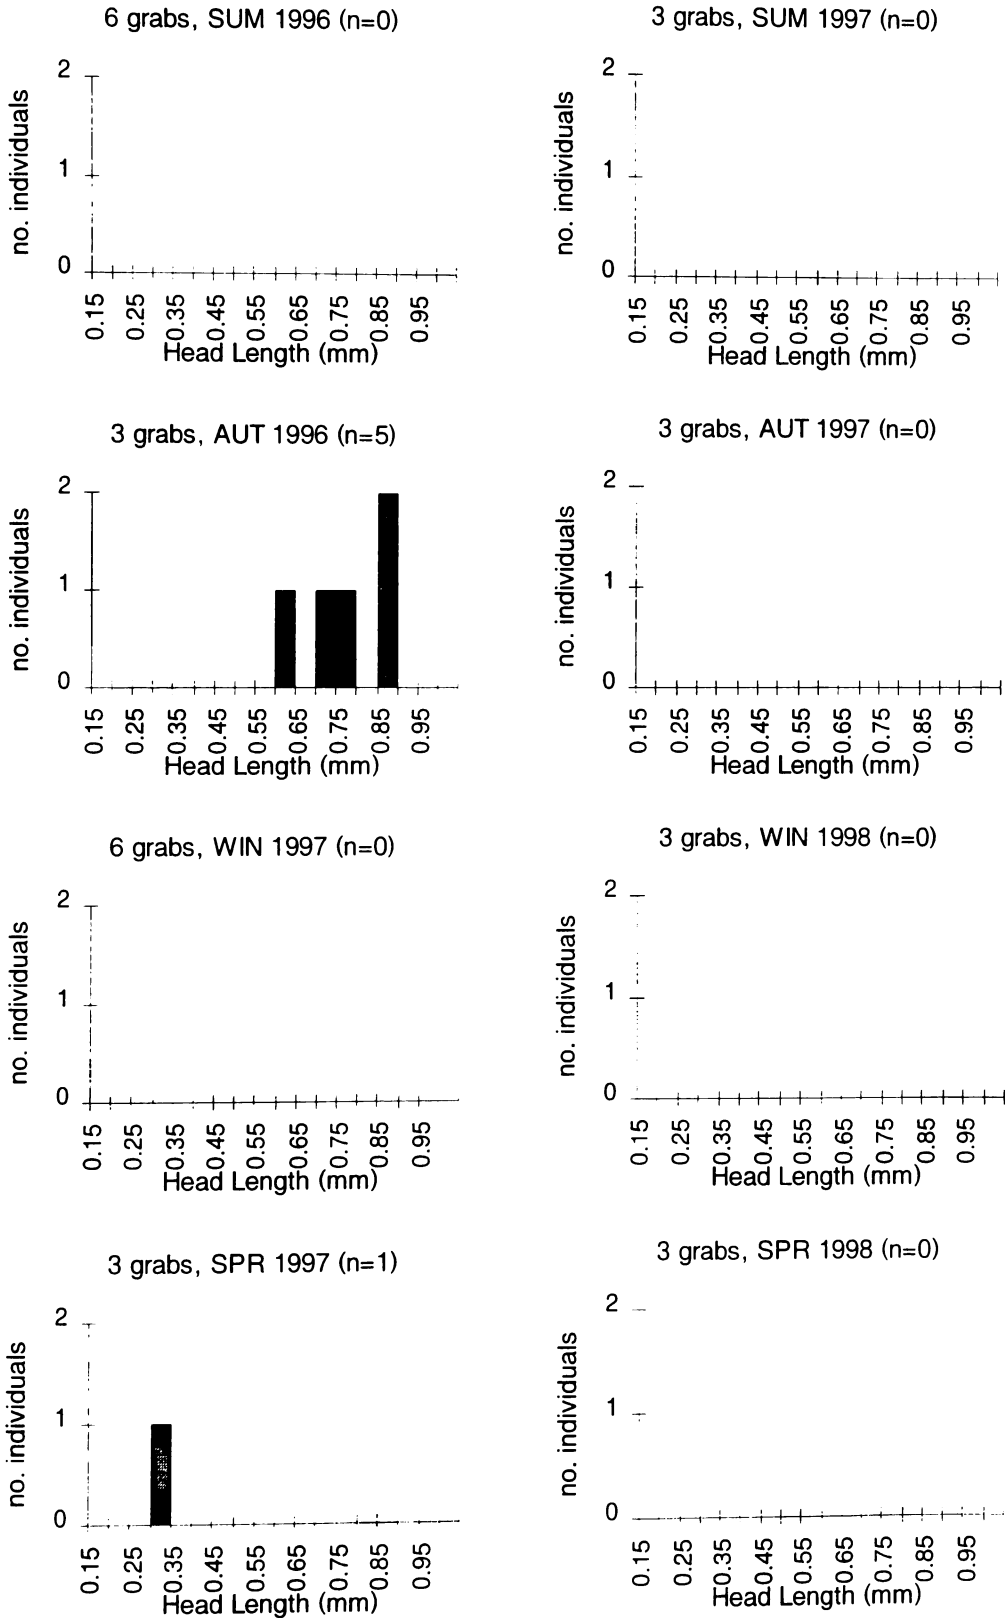 6 grabs, SUM 1996 (n=0)
no. individuals
2
1
0
0.15 0.25 0.35 0.45 0.55 0.65 0.75 0.85 0.95
Head Length (mm)
3 grabs, SUM 1997 (n=0)
no. individuals
2
1
0
0.15 0.25 0.35 0.45 0.55 0.65 0.75 0.85 0.95
Head Length (mm)
3 grabs, AUT 1996 (n=5)
no. individuals
2
1
0
0.15 0.25 0.35 0.45 0.55 0.65 0.75 0.85 0.95
Head Length (mm)
3 grabs, AUT 1997 (n=0)
no. individuals
2
1
0
0.15 0.25 0.35 0.45 0.55 0.65 0.75 0.85 0.95
Head Length (mm)
6 grabs, WIN 1997 (n=0)
no. individuals
2
1
0
0.15 0.25 0.35 0.45 0.55 0.65 0.75 0.85 0.95
Head Length (mm)
3 grabs, WIN 1998 (n=0)
no. individuals
2
1
0
0.15 0.25 0.35 0.45 0.55 0.65 0.75 0.85 0.95
Head Length (mm)
3 grabs, SPR 1997 (n=1)
no. individuals
2
1
0
0.15 0.25 0.35 0.45 0.55 0.65 0.75 0.85 0.95
Head Length (mm)
3 grabs, SPR 1998 (n=0)
no. individuals
2
1
0
0.15 0.25 0.35 0.45 0.55 0.65 0.75 0.85 0.95
Head Length (mm)